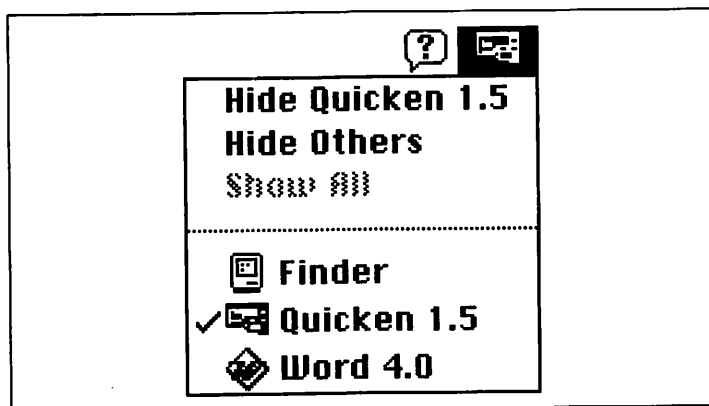 ?
Hide Quicken 1.5
Hide Others
Show All
Finder
✓ Quicken 1.5
Word 4.0